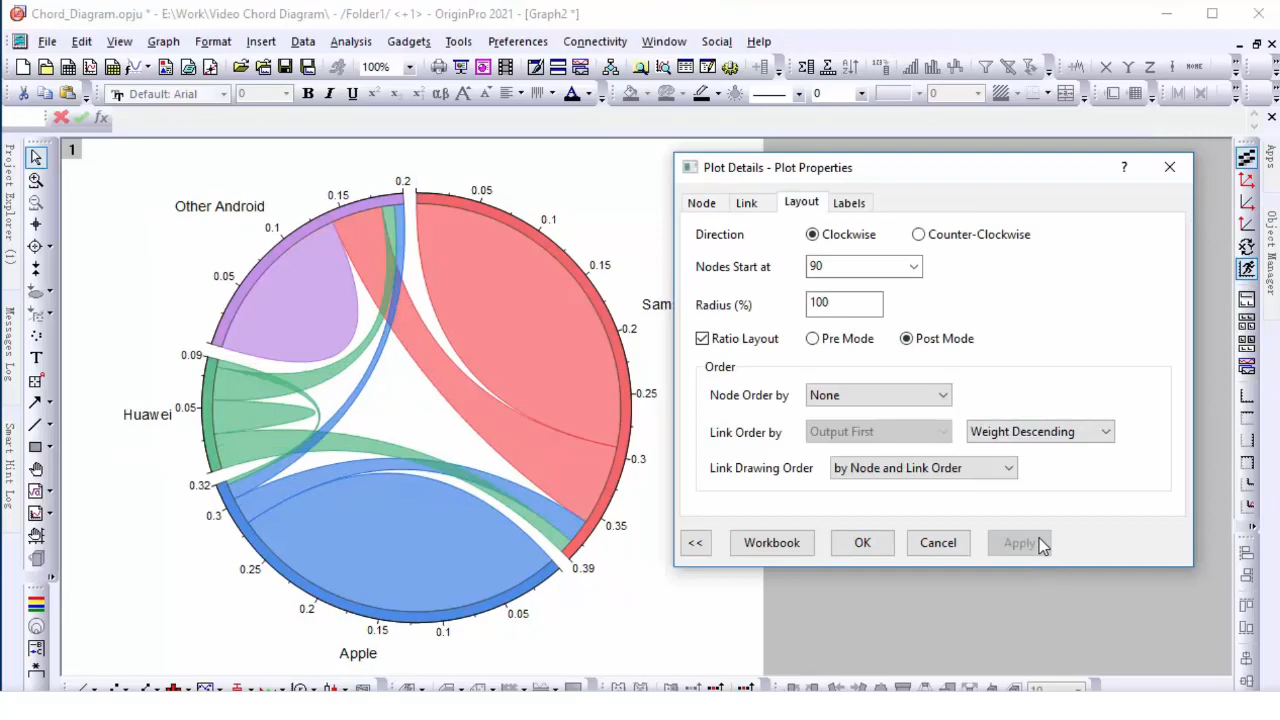 Chord_Diagram.opju * - E:\Work\Video Chord Diagram\ - /Folder1/ <+1> - OriginPro 2021 - [Graph2 *]
File Edit View Graph Format Insert Data Analysis Gadgets Tools Preferences Connectivity Window Social Help
100%
Default: Arial 0 B I U 0 0
fx
Project Explorer (1)
Messages Log
Smart Hint Log
Apps
Object Manager
1
Other Android
Huawei
Apple
Sams
0.05
0.1
0.15
0.2
0.05
0.1
0.15
0.2
0.25
0.3
0.35
0.39
0.05
0.1
0.15
0.2
0.25
0.3
0.32
0.05
0.09
Plot Details - Plot Properties ?
Node Link Layout Labels
Direction Clockwise Counter-Clockwise
Nodes Start at 90
Radius (%) 100
Ratio Layout Pre Mode Post Mode
Order
Node Order by None
Link Order by Output First Weight Descending
Link Drawing Order by Node and Link Order
<< Workbook OK Cancel Apply